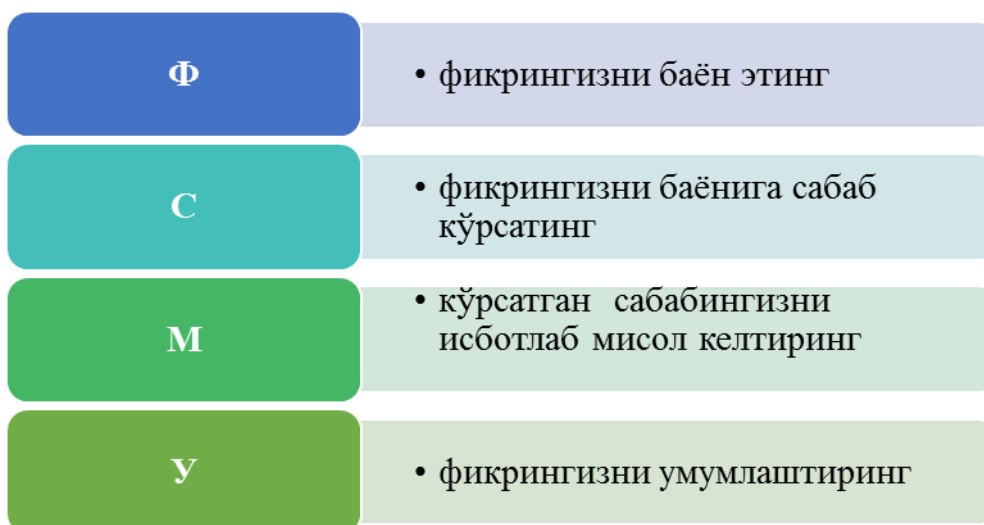 Ф
• фикрингизни баён этинг
С
• фикрингизни баёнига сабаб
кўрсатинг
М
• кўрсатган сабабингизни
исботлаб мисол келтиринг
У
• фикрингизни умумлаштиринг